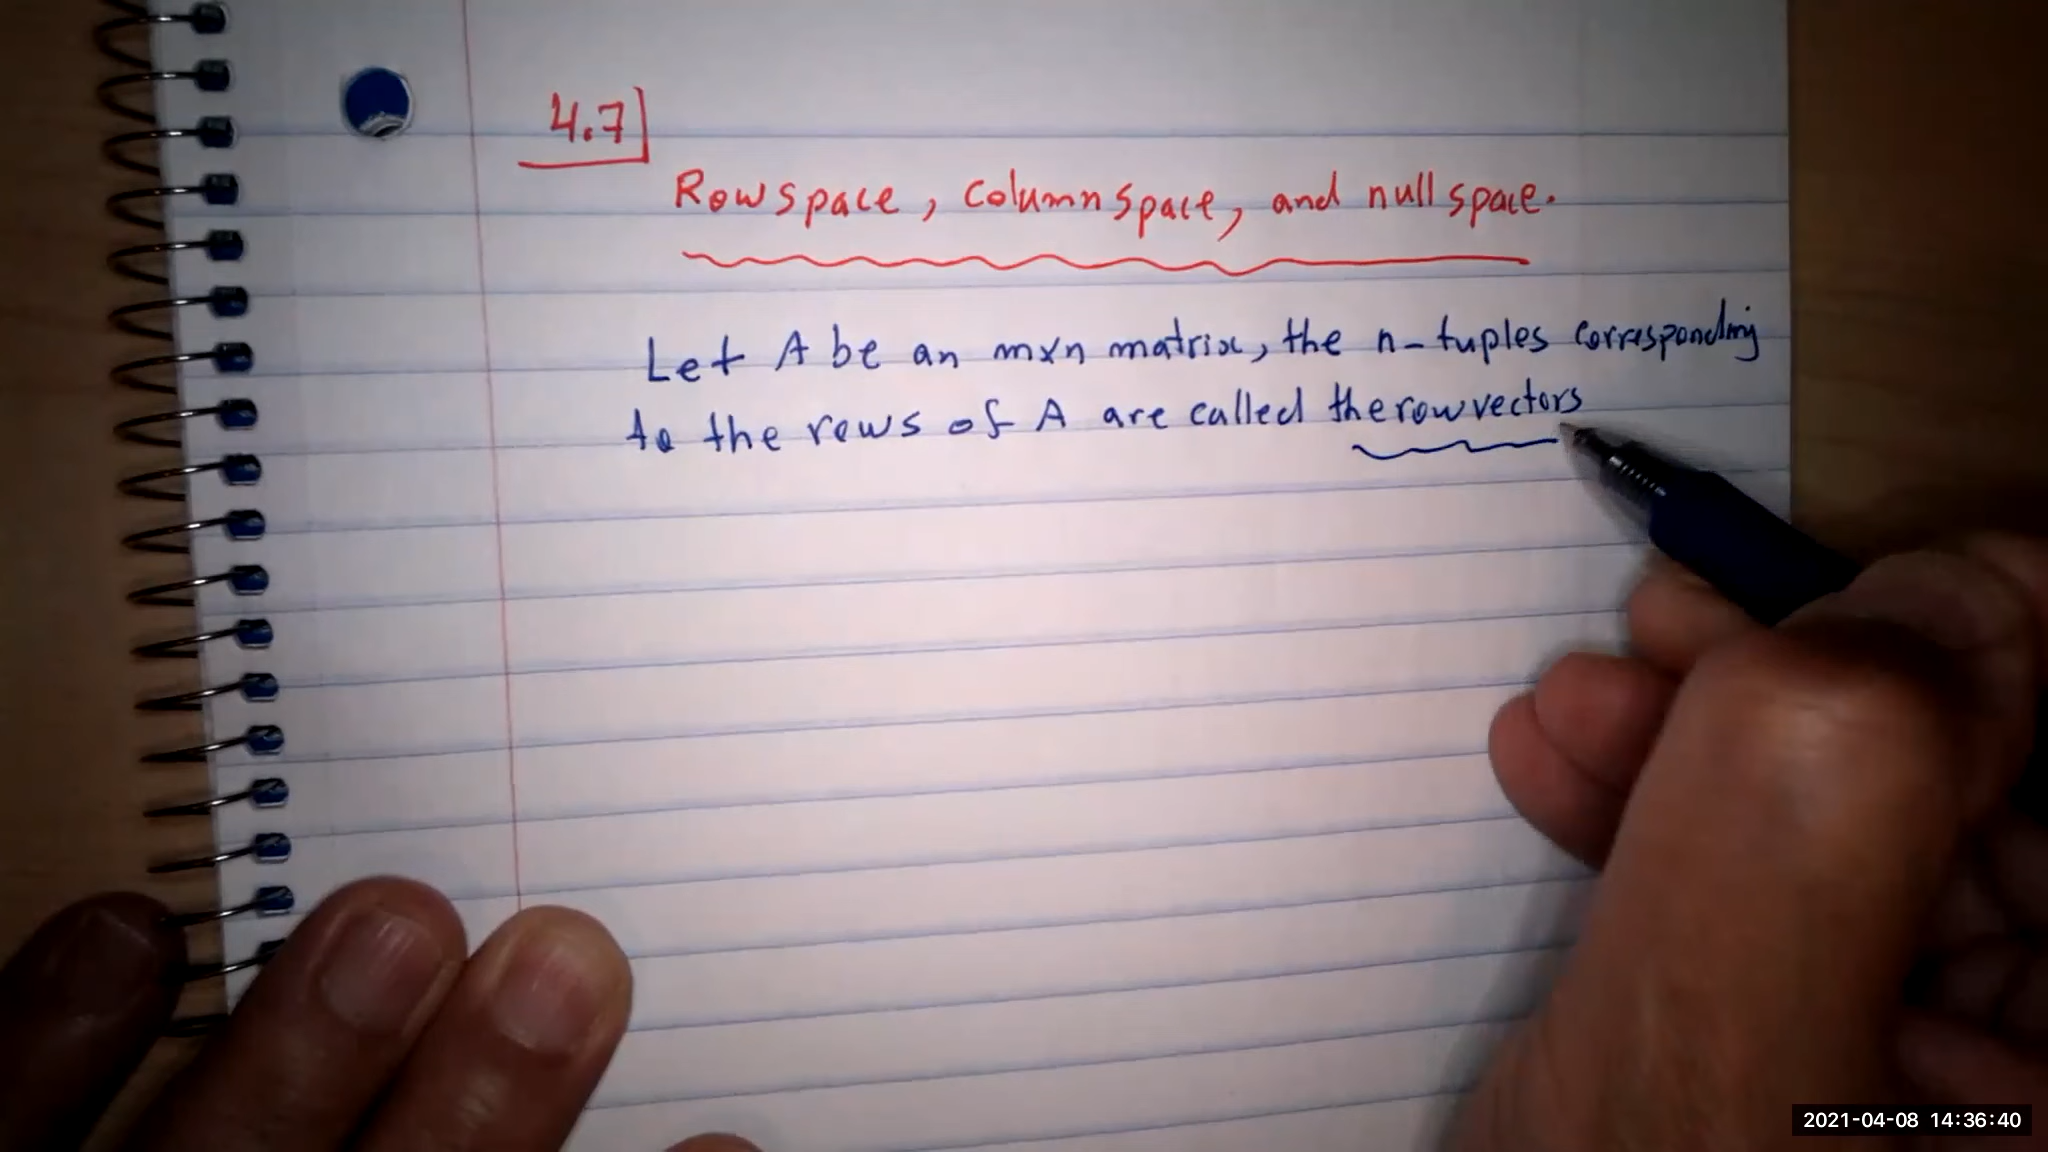 4.7
Row space, Column space, and null space.
Let A be an mxn matrix, the n-tuples corresponding
to the rows of A are called the row vectors
2021-04-08 14:36:40